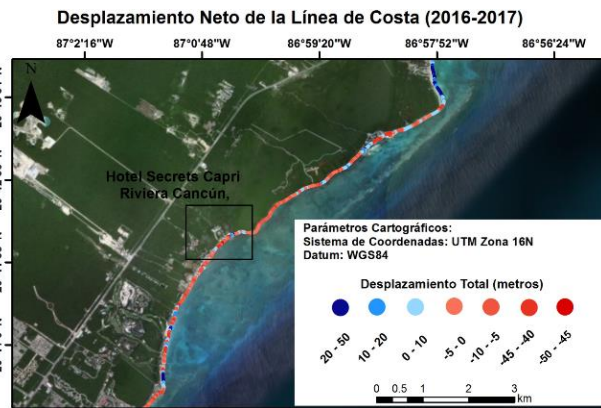 Desplazamiento Neto de la Línea de Costa (2016-2017)
87°2'16"W 87°0'48"W 86°59'20"W 86°57'52"W 86°56'24"W
N
Hotel Secrets Capri
Riviera Cancún,
Parámetros Cartográficos:
Sistema de Coordenadas: UTM Zona 16N
Datum: WGS84
Desplazamiento Total (metros)
20 - 50 10 - 20 0 - 10 -5 - 0 -10 - -5 -45 - -40 -50 - -45
0 0.5 1 2 3
km